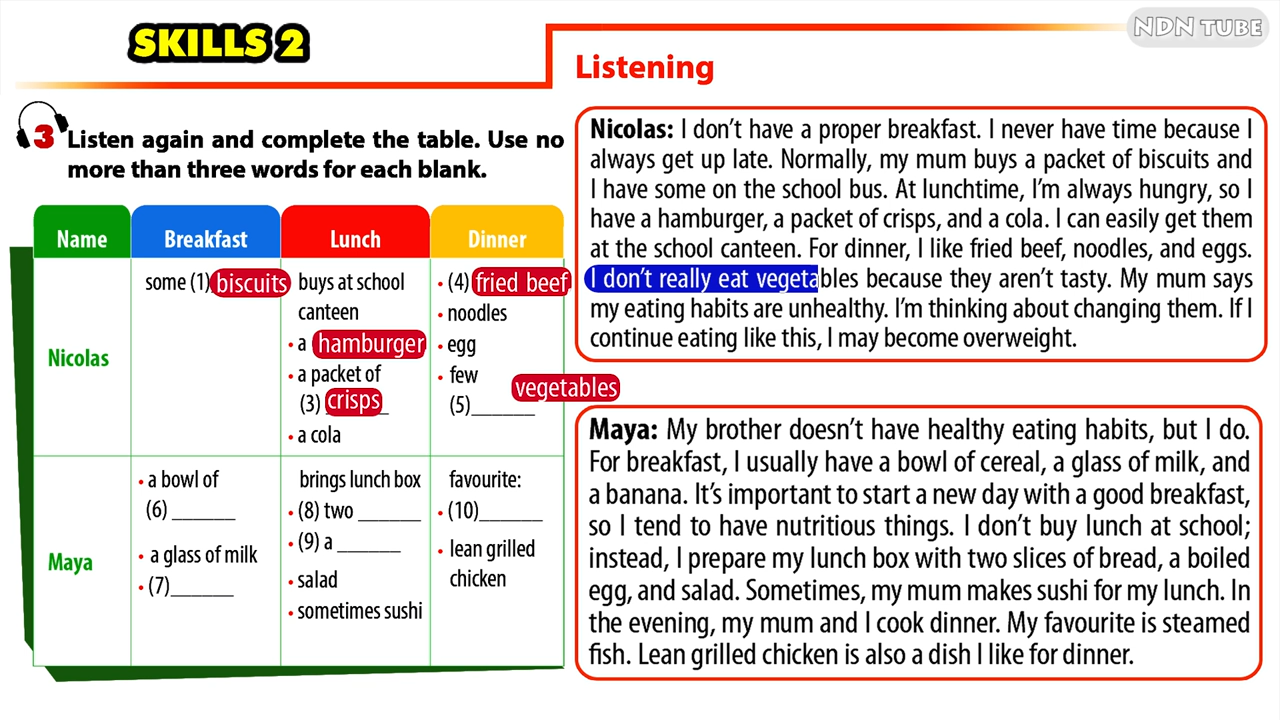 SKILLS 2
NDN TUBE
Listening
3 Listen again and complete the table. Use no
more than three words for each blank.
Name
Breakfast
Lunch
Dinner
Nicolas
some (1) biscuits
buys at school
canteen
• a hamburger
• a packet of
(3) crisps
• a cola
• (4) fried beef
• noodles
• egg
• few
vegetables
(5)______
Maya
• a bowl of
(6) ______
• a glass of milk
• (7)______
brings lunch box
• (8) two ______
• (9) a ______
• salad
• sometimes sushi
favourite:
• (10)______
• lean grilled
chicken
Nicolas: I don't have a proper breakfast. I never have time because I
always get up late. Normally, my mum buys a packet of biscuits and
I have some on the school bus. At lunchtime, I'm always hungry, so I
have a hamburger, a packet of crisps, and a cola. I can easily get them
at the school canteen. For dinner, I like fried beef, noodles, and eggs.
I don't really eat vegetables because they aren't tasty. My mum says
my eating habits are unhealthy. I'm thinking about changing them. If I
continue eating like this, I may become overweight.
Maya: My brother doesn't have healthy eating habits, but I do.
For breakfast, I usually have a bowl of cereal, a glass of milk, and
a banana. It's important to start a new day with a good breakfast,
so I tend to have nutritious things. I don't buy lunch at school;
instead, I prepare my lunch box with two slices of bread, a boiled
egg, and salad. Sometimes, my mum makes sushi for my lunch. In
the evening, my mum and I cook dinner. My favourite is steamed
fish. Lean grilled chicken is also a dish I like for dinner.